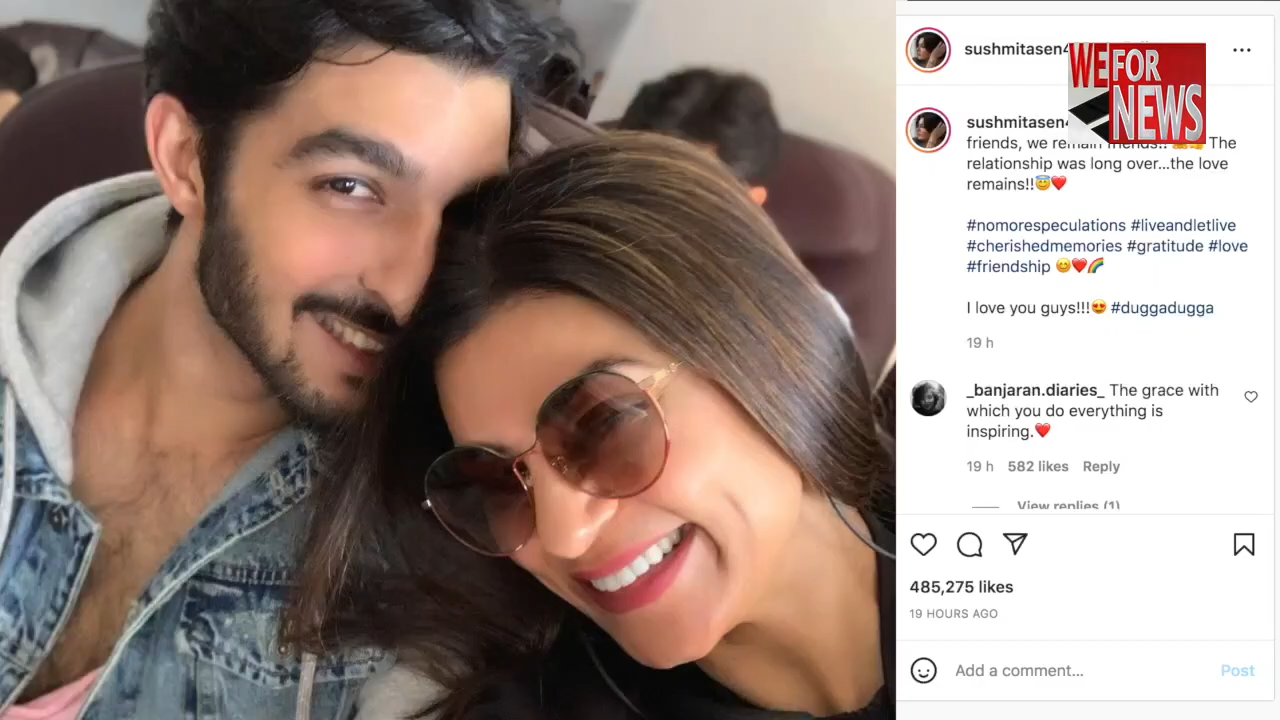 sushmitasen4
WE FOR
NEWS
sushmitasen4
friends, we remain friends!! 🤗 The
relationship was long over...the love
remains!!😇❤️
#nomorespeculations #liveandletlive
#cherishedmemories #gratitude #love
#friendship 😊❤️🌈
I love you guys!!!😍 #duggadugga
19 h
_banjaran.diaries_ The grace with
which you do everything is
inspiring.❤️
19 h 582 likes Reply
View replies (1)
485,275 likes
19 HOURS AGO
Add a comment... Post